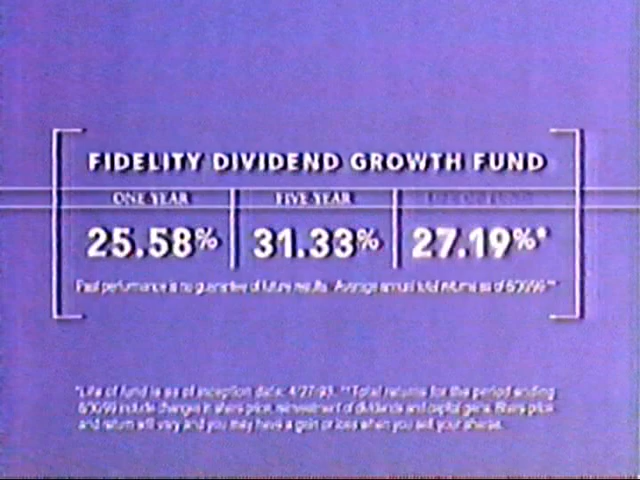 FIDELITY DIVIDEND GROWTH FUND
ONE YEAR FIVE YEAR LIFE OF FUND
25.58% 31.33% 27.19%*
Past performance is no guarantee of future results. Average annual total returns as of 6/30/99**
*Life of fund is as of inception date: 4/27/93. **Total returns for the period ending
6/30/99 include changes in share price, reinvestment of dividends and capital gains. Share price
and return will vary and you may have a gin or loss when you sell your shares.